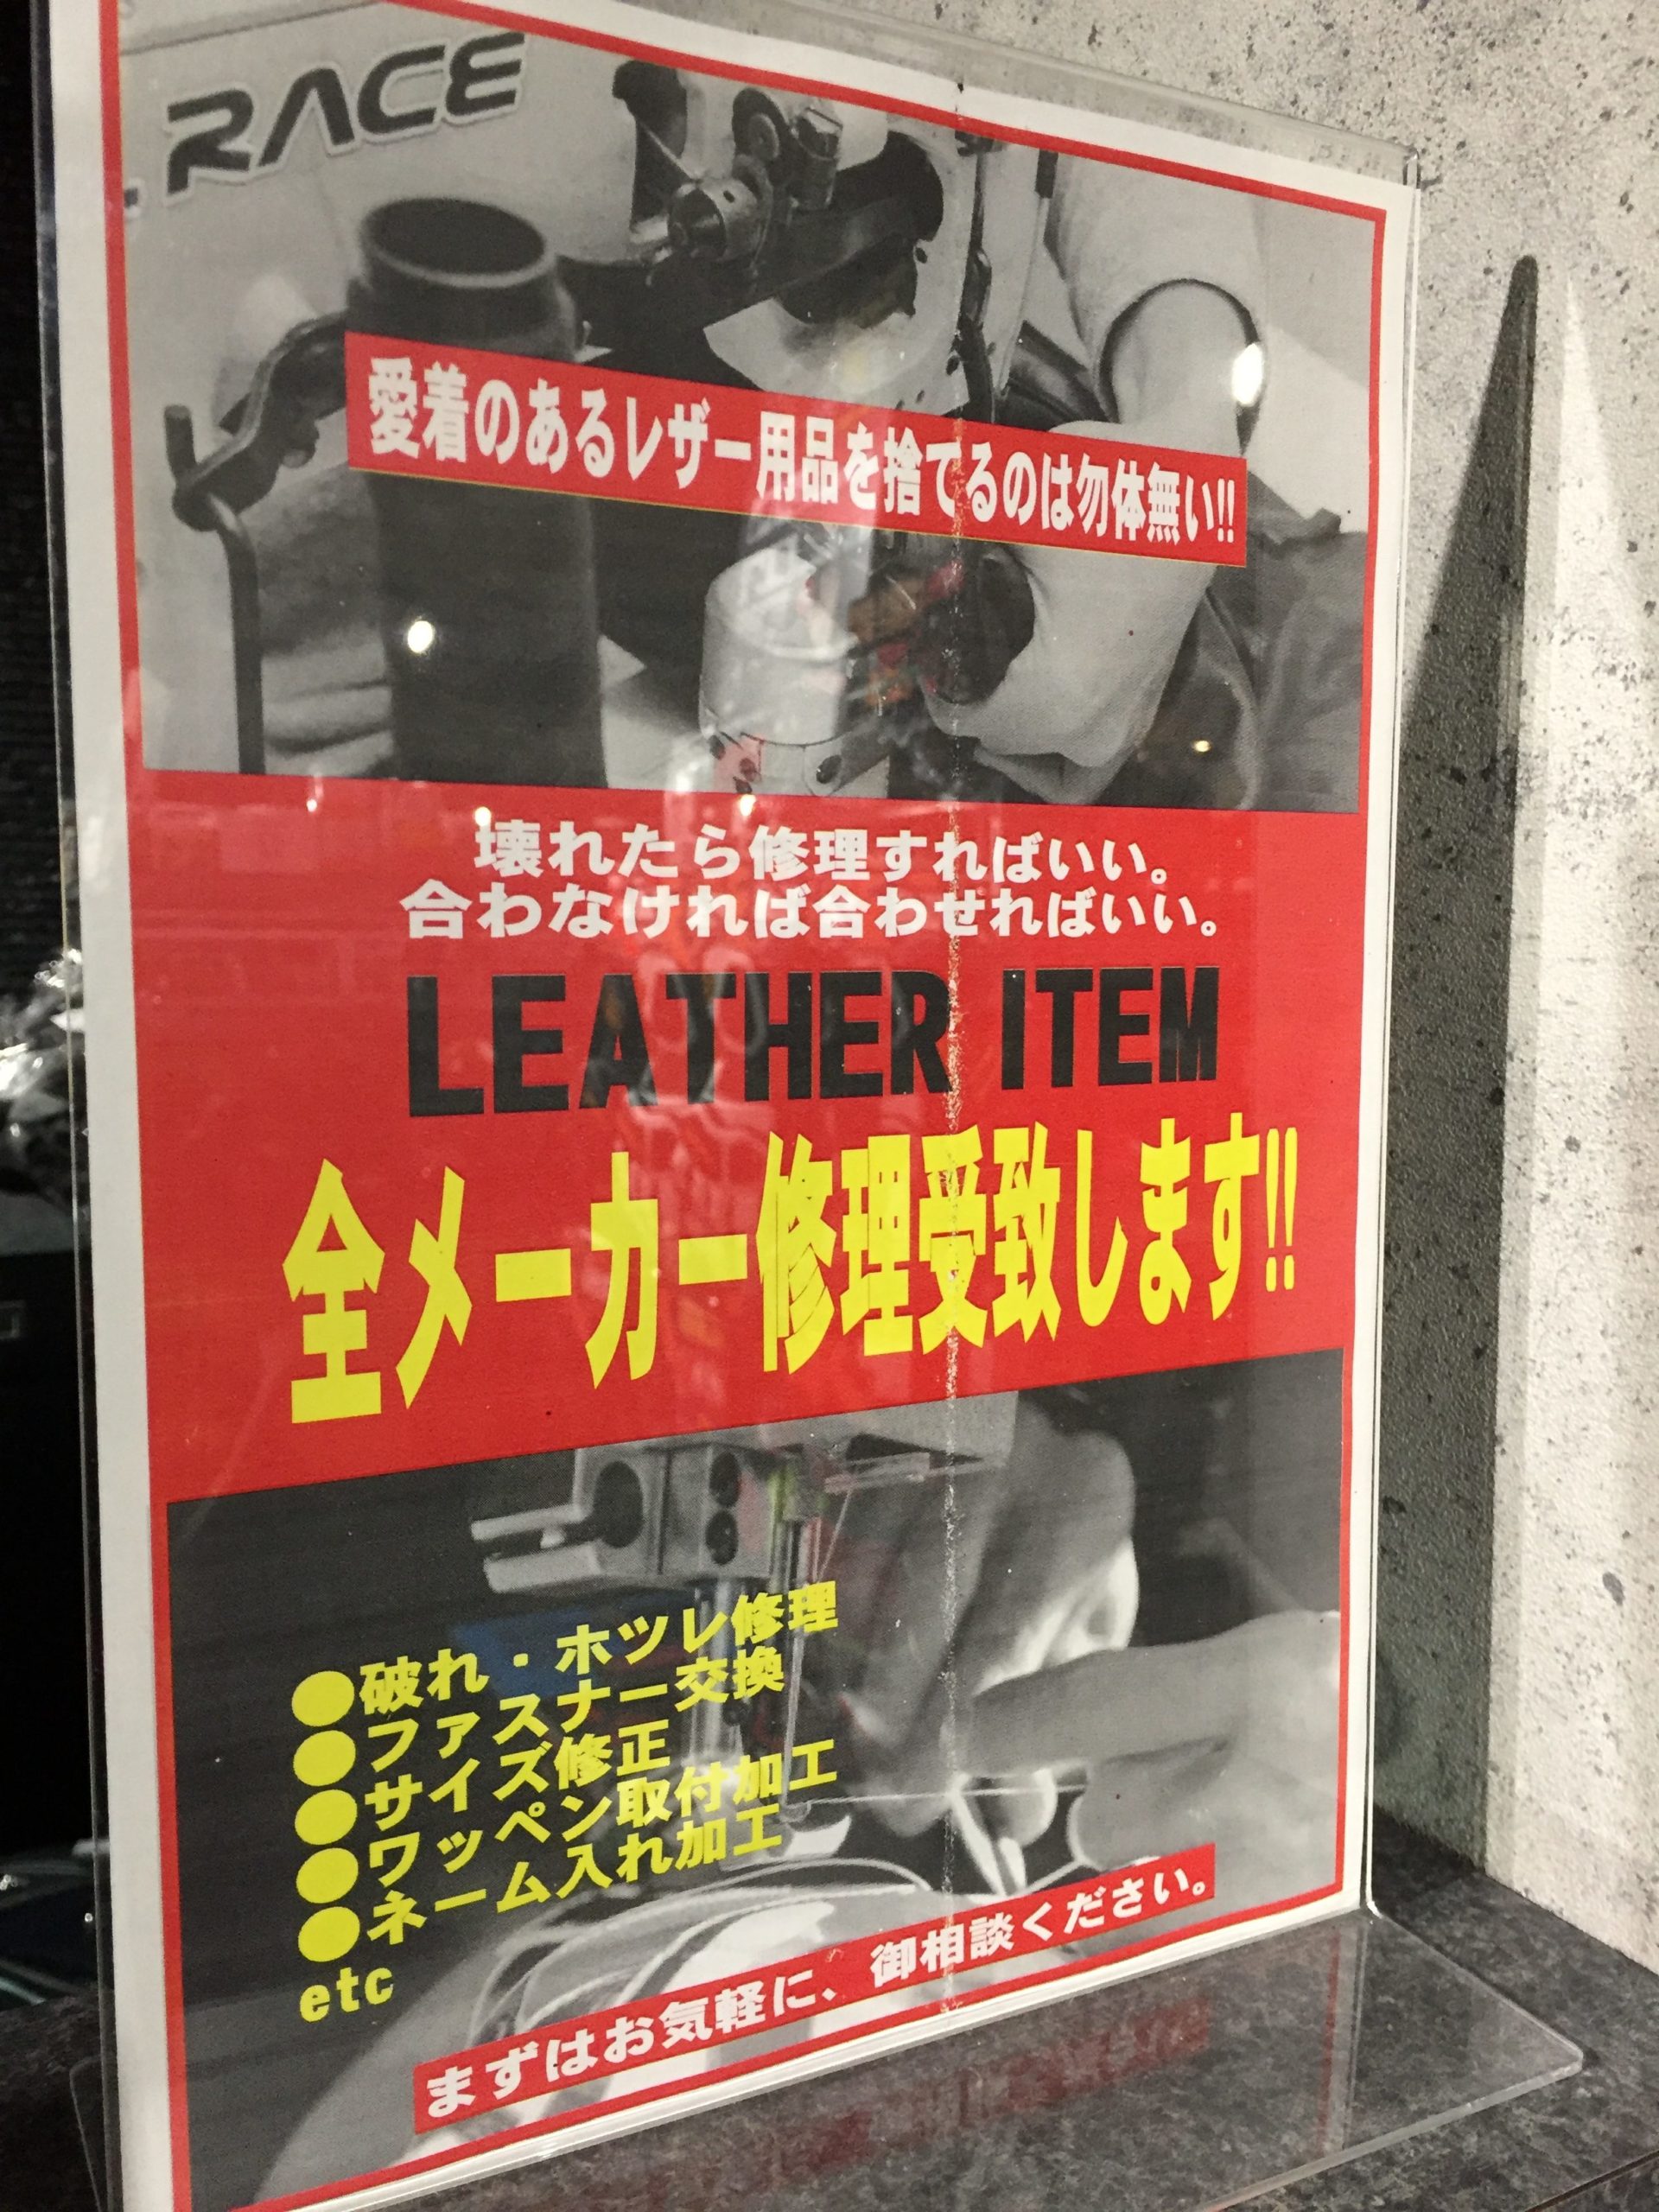 RACE
愛着のあるレザー用品を捨てるのは勿体無い!!
壊れたら修理すればいい。
合わなければ合わせればいい。
LEATHER ITEM
全メーカー修理受致します!!
●破れ・ホツレ修理
●ファスナー交換
●サイズ修正
●ワッペン取付加工
●ネーム入れ加工
etc
まずはお気軽に、御相談ください。